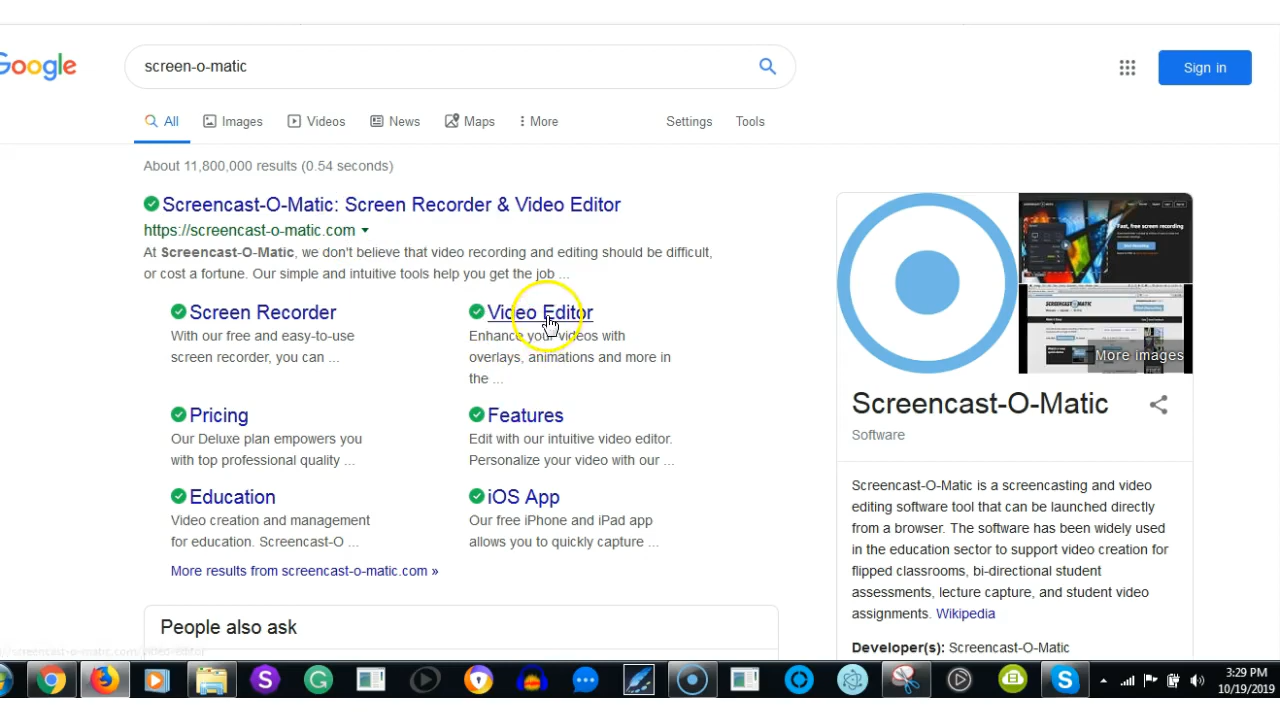 Google
screen-o-matic
Sign in
All
Images
Videos
News
Maps
More
Settings
Tools
About 11,800,000 results (0.54 seconds)
Screencast-O-Matic: Screen Recorder & Video Editor
https://screencast-o-matic.com
At Screencast-O-Matic, we don't believe that video recording and editing should be difficult,
or cost a fortune. Our simple and intuitive tools help you get the job ...
Screen Recorder
With our free and easy-to-use
screen recorder, you can ...
Video Editor
Enhance your videos with
overlays, animations and more in
the ...
Pricing
Our Deluxe plan empowers you
with top professional quality ...
Features
Edit with our intuitive video editor.
Personalize your video with our ...
Education
Video creation and management
for education. Screencast-O ...
iOS App
Our free iPhone and iPad app
allows you to quickly capture ...
More results from screencast-o-matic.com »
People also ask
Fast, free screen recording
More images
Screencast-O-Matic
Software
Screencast-O-Matic is a screencasting and video
editing software tool that can be launched directly
from a browser. The software has been widely used
in the education sector to support video creation for
flipped classrooms, bi-directional student
assessments, lecture capture, and student video
assignments. Wikipedia
Developer(s): Screencast-O-Matic
3:29 PM
10/19/2019